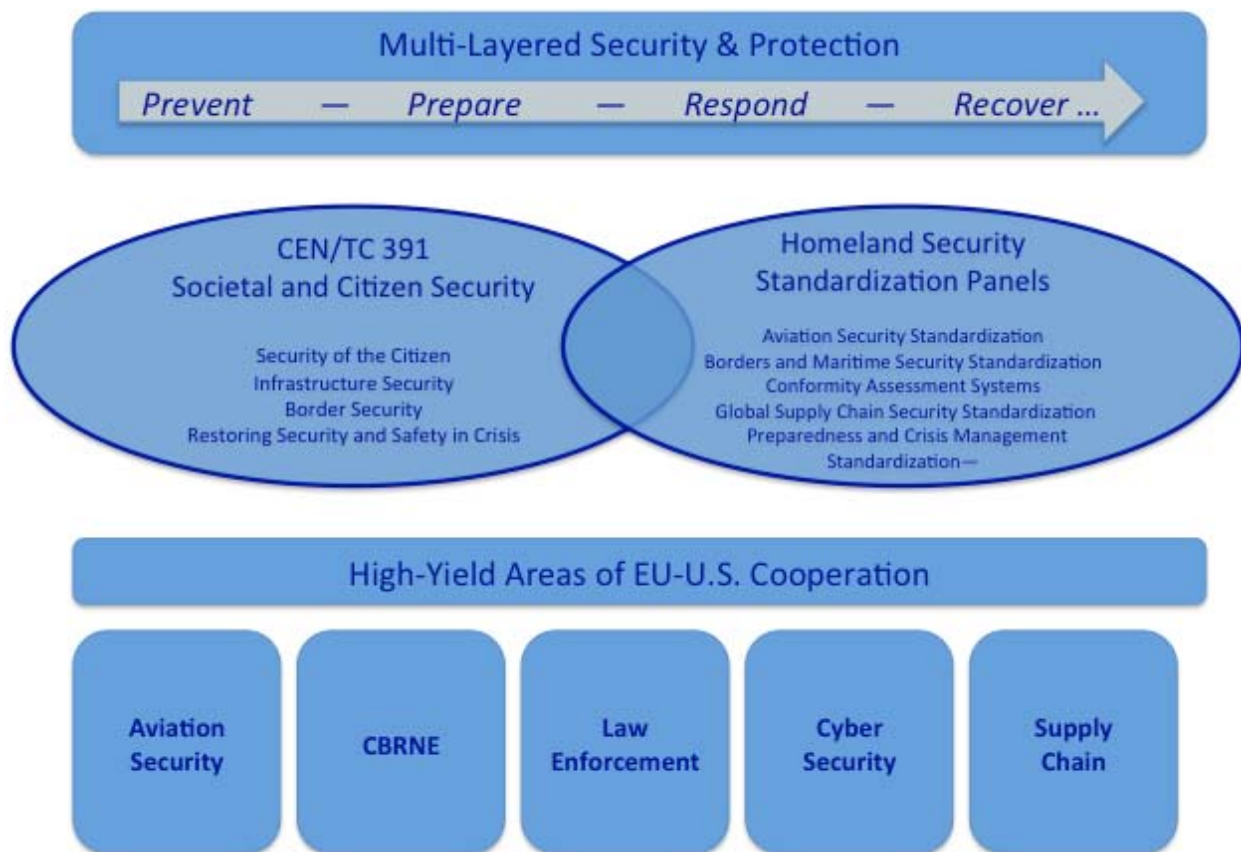 Multi-Layered Security & Protection
Prevent — Prepare — Respond — Recover ...
CEN/TC 391
Societal and Citizen Security
Security of the Citizen
Infrastructure Security
Border Security
Restoring Security and Safety in Crisis
Homeland Security
Standardization Panels
Aviation Security Standardization
Borders and Maritime Security Standardization
Conformity Assessment Systems
Global Supply Chain Security Standardization
Preparedness and Crisis Management
Standardization—
High-Yield Areas of EU-U.S. Cooperation
Aviation
Security
CBRNE
Law
Enforcement
Cyber
Security
Supply
Chain